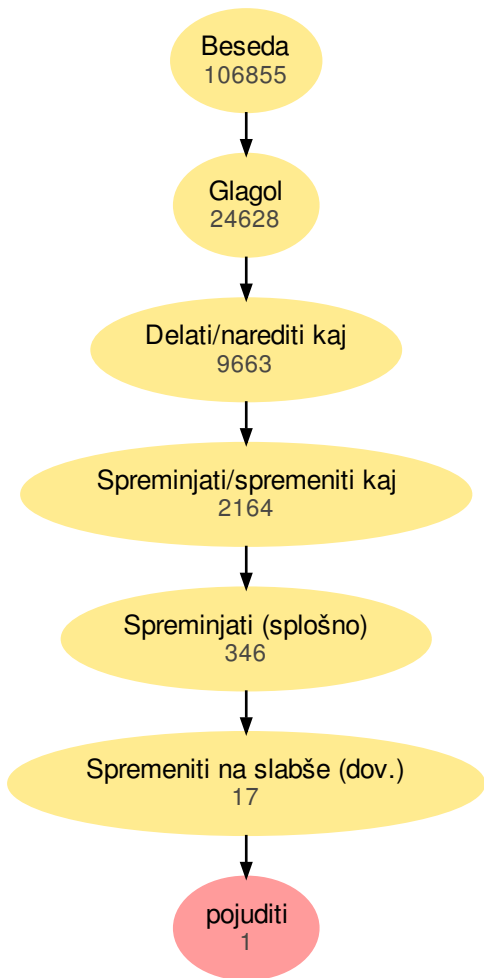 Beseda
106855
Glagol
24628
Delati/narediti kaj
9663
Spreminjati/spremeniti kaj
2164
Spreminjati (splošno)
346
Spremeniti na slabše (dov.)
17
pojuditi
1